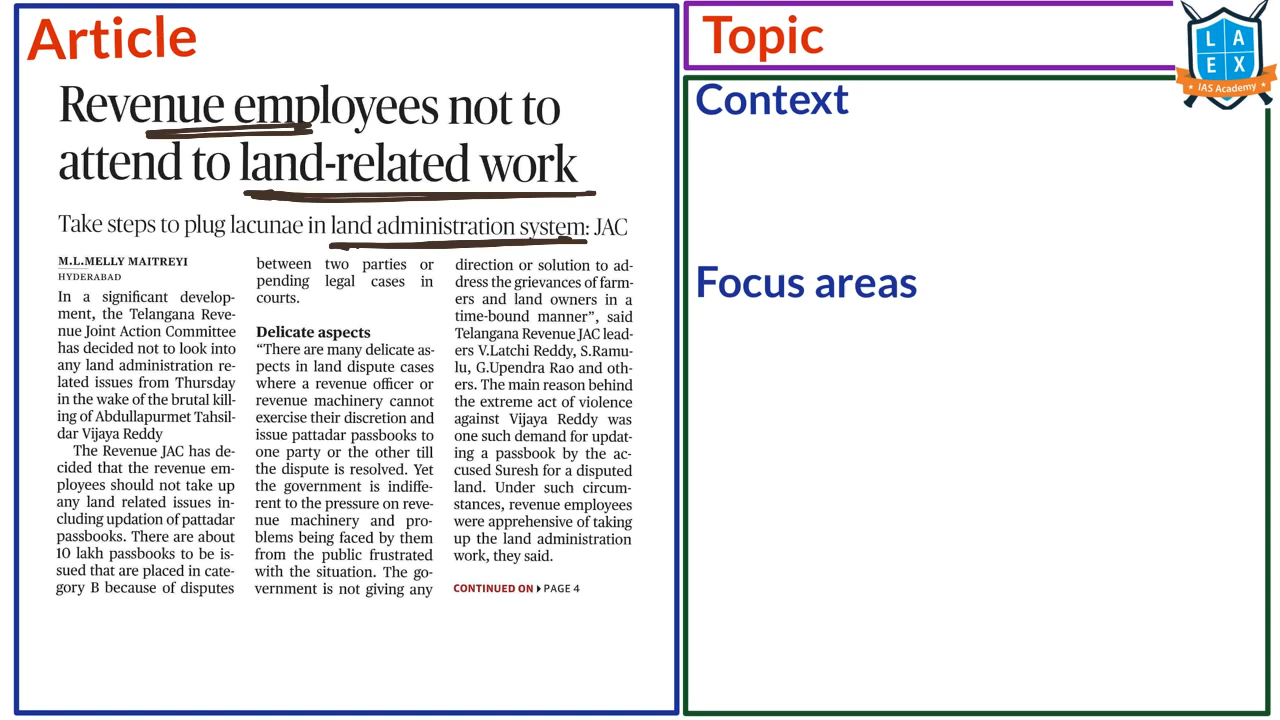 Article
Revenue employees not to
attend to land-related work
Take steps to plug lacunae in land administration system: JAC
M.L.MELLY MAITREYI
HYDERABAD
In a significant develop-
ment, the Telangana Reve-
nue Joint Action Committee
has decided not to look into
any land administration re-
lated issues from Thursday
in the wake of the brutal kill-
ing of Abdullapurmet Tahsil-
dar Vijaya Reddy
The Revenue JAC has de-
cided that the revenue em-
ployees should not take up
any land related issues in-
cluding updation of pattadar
passbooks. There are about
10 lakh passbooks to be is-
sued that are placed in cate-
gory B because of disputes
between two parties or
pending legal cases in
courts.
Delicate aspects
“There are many delicate as-
pects in land dispute cases
where a revenue officer or
revenue machinery cannot
exercise their discretion and
issue pattadar passbooks to
one party or the other till
the dispute is resolved. Yet
the government is indiffe-
rent to the pressure on reve-
nue machinery and pro-
blems being faced by them
from the public frustrated
with the situation. The go-
vernment is not giving any
direction or solution to ad-
dress the grievances of farm-
ers and land owners in a
time-bound manner”, said
Telangana Revenue JAC lead-
ers V.Latchi Reddy, S.Ramu-
lu, G.Upendra Rao and oth-
ers. The main reason behind
the extreme act of violence
against Vijaya Reddy was
one such demand for updat-
ing a passbook by the ac-
cused Suresh for a disputed
land. Under such circum-
stances, revenue employees
were apprehensive of taking
up the land administration
work, they said.
CONTINUED ON PAGE 4
Topic
Context
Focus areas
L A
E X
IAS Academy